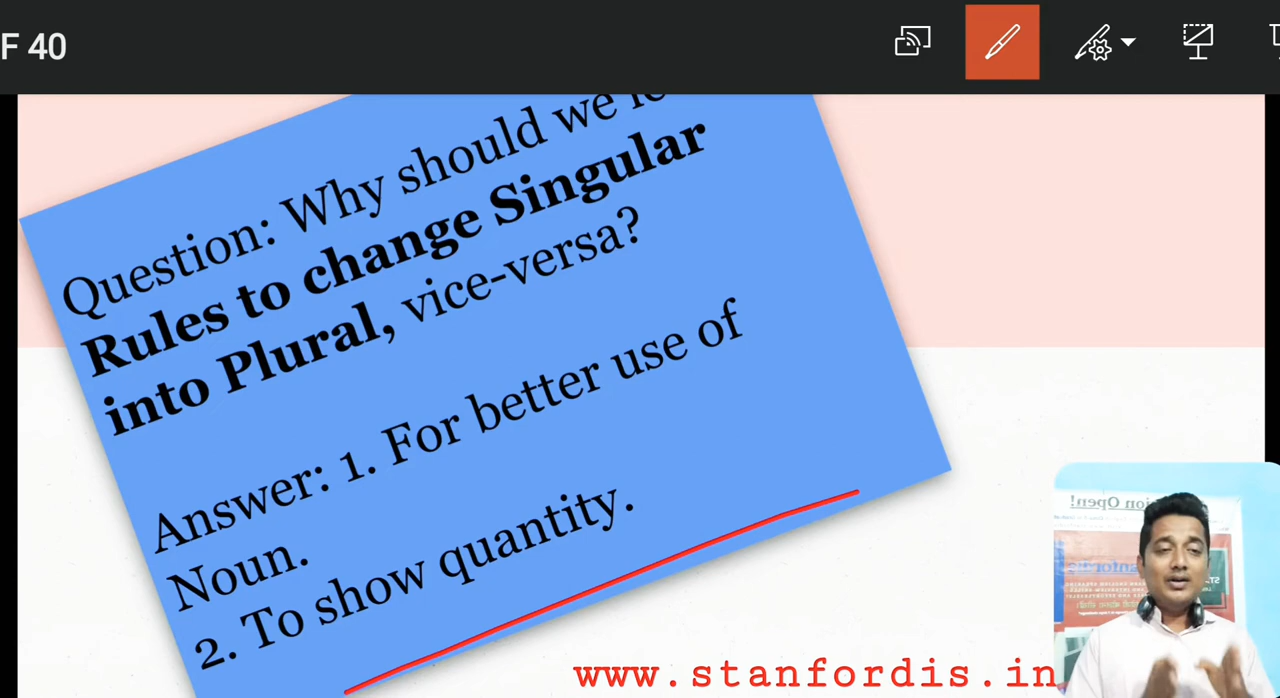 F 40
Question: Why should we
Rules to change Singular
into Plural, vice-versa?
Answer: 1. For better use of
Noun.
2. To show quantity.
www.stanfordis.in